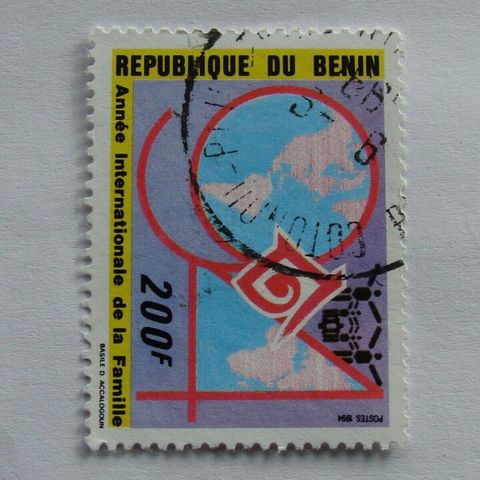 REPUBLIQUE DU BENIN
Année Internationale de la Famille
200F
BASILE D. ACCALOGOUN
POSTES 1994
COTONOU